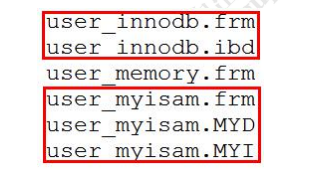 user_innodb.frm
user_innodb.ibd
user_memory.frm
user_myisam.frm
user_myisam.MYD
user_myisam.MYI